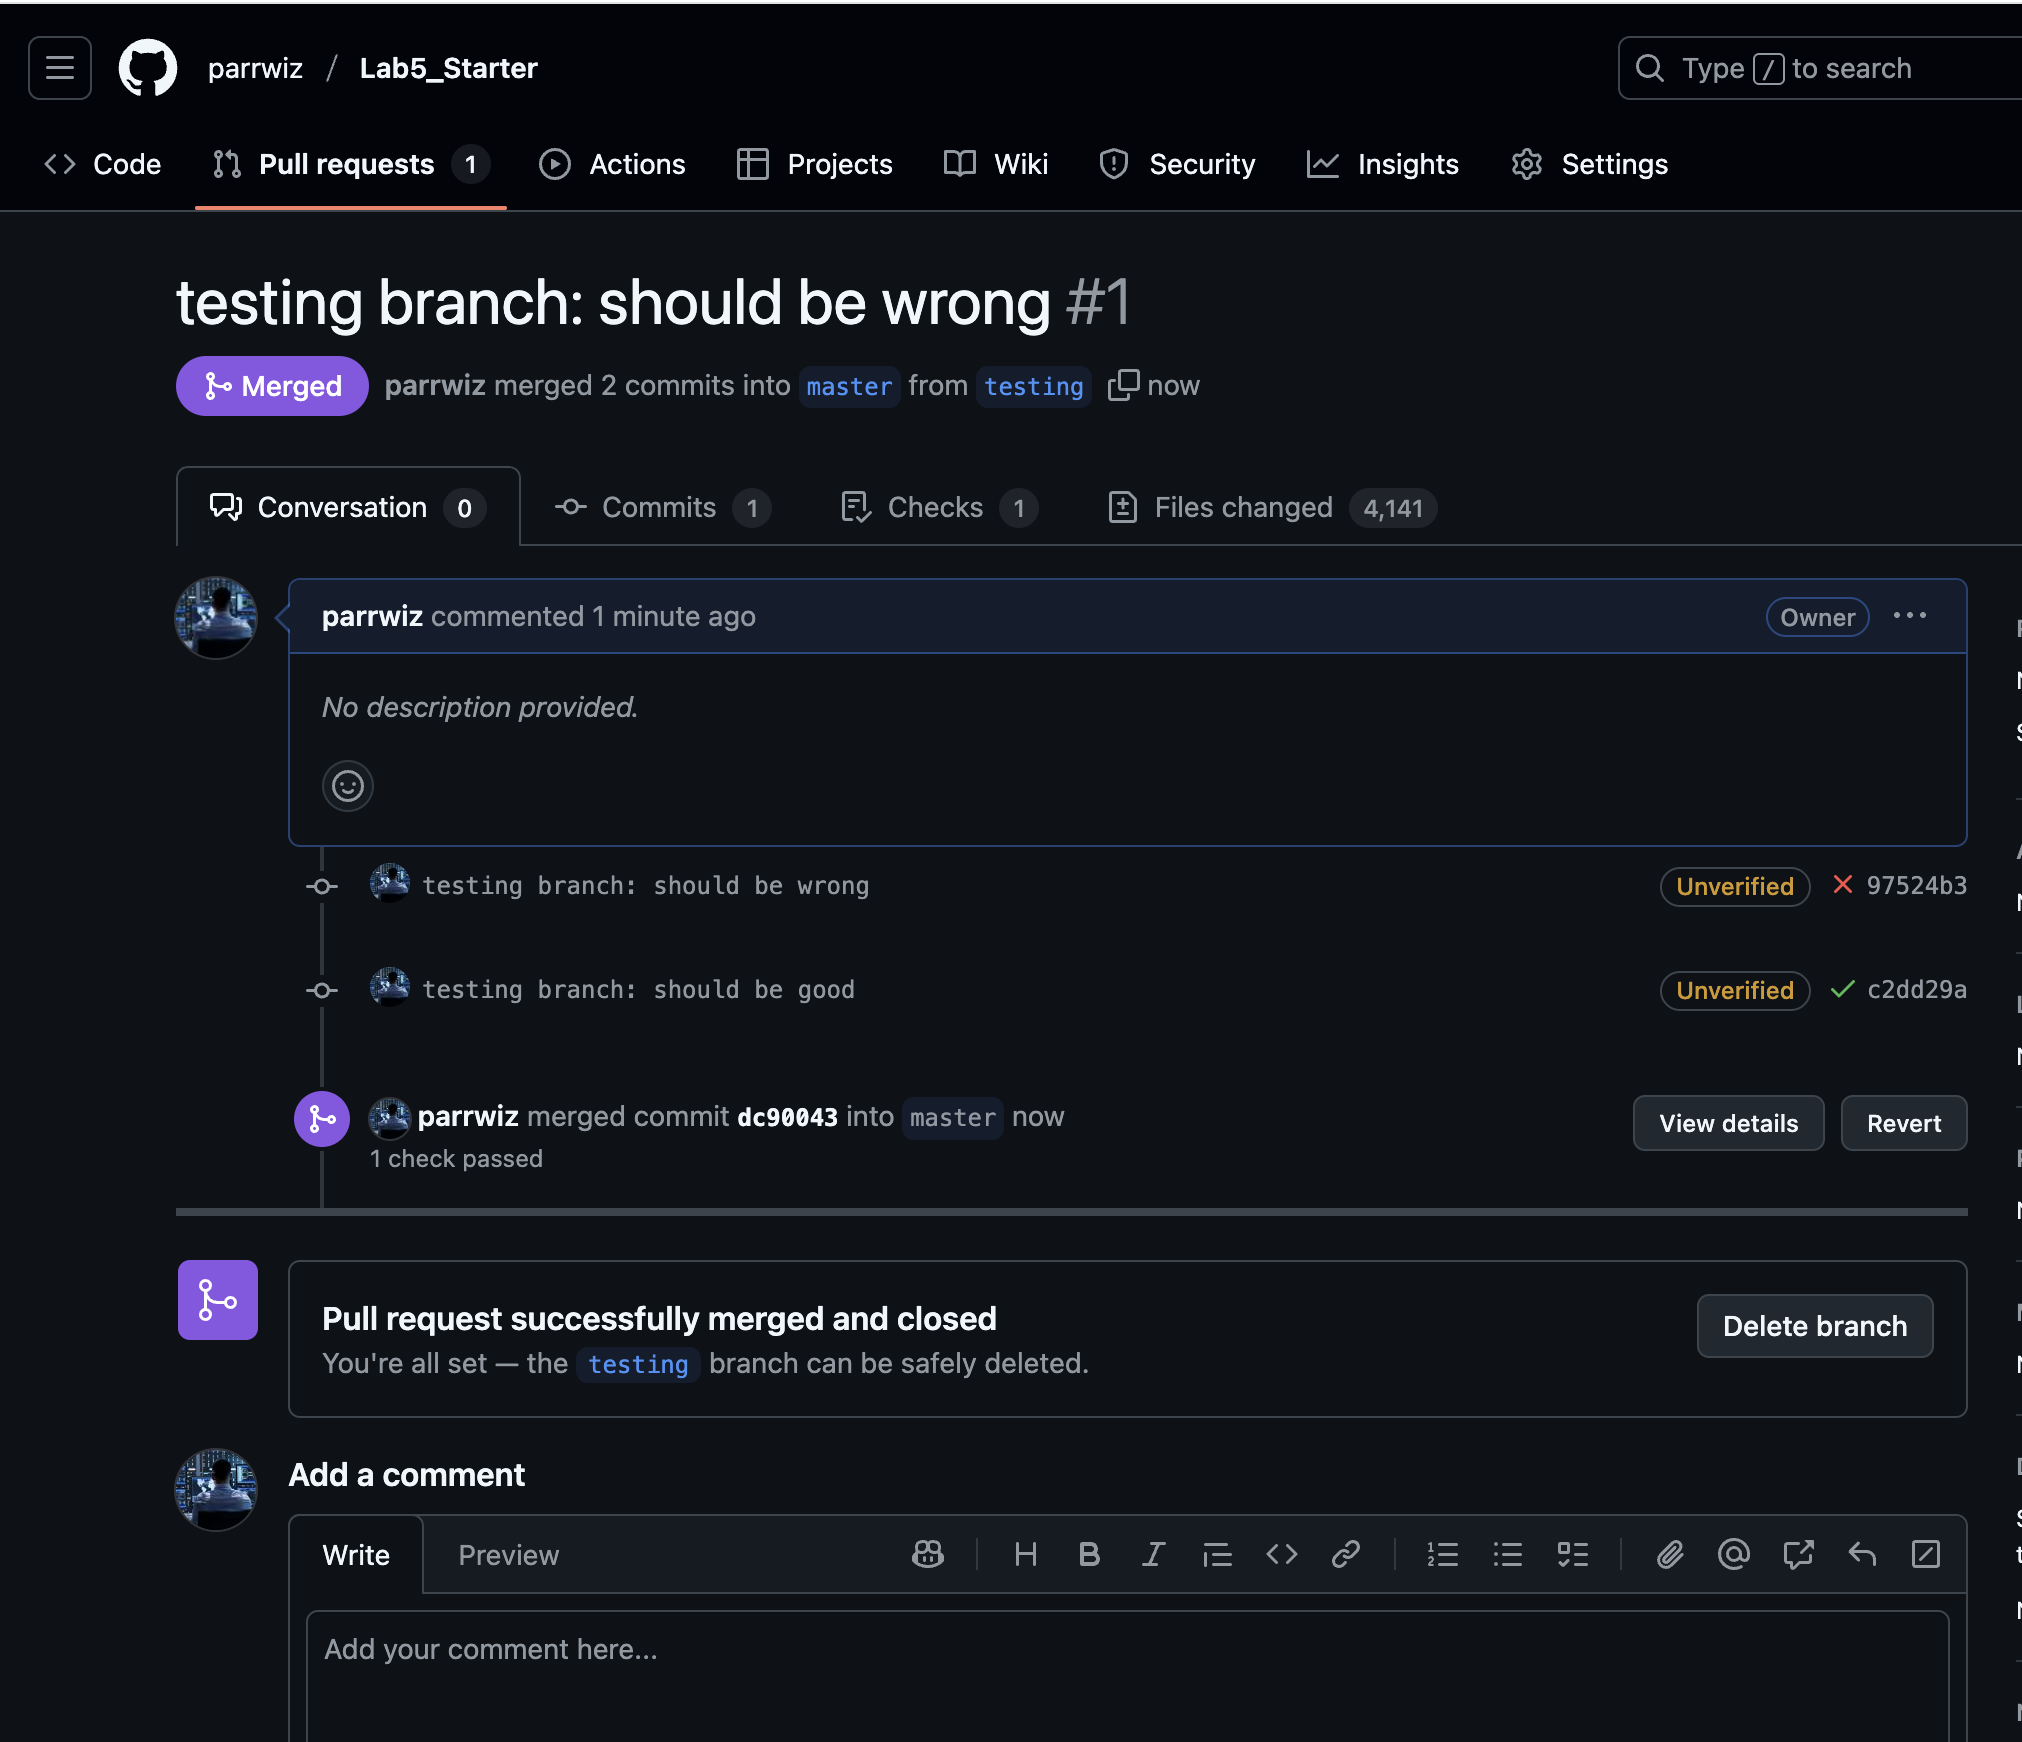 parrwiz / Lab5_Starter
Type / to search
Code
Pull requests 1
Actions
Projects
Wiki
Security
Insights
Settings
testing branch: should be wrong #1
Merged parrwiz merged 2 commits into master from testing now
Conversation 0
Commits 1
Checks 1
Files changed 4,141
parrwiz commented 1 minute ago
Owner
No description provided.
testing branch: should be wrong
Unverified 97524b3
testing branch: should be good
Unverified c2dd29a
parrwiz merged commit dc90043 into master now
1 check passed
View details
Revert
Pull request successfully merged and closed
You're all set — the testing branch can be safely deleted.
Delete branch
Add a comment
Write
Preview
Add your comment here...